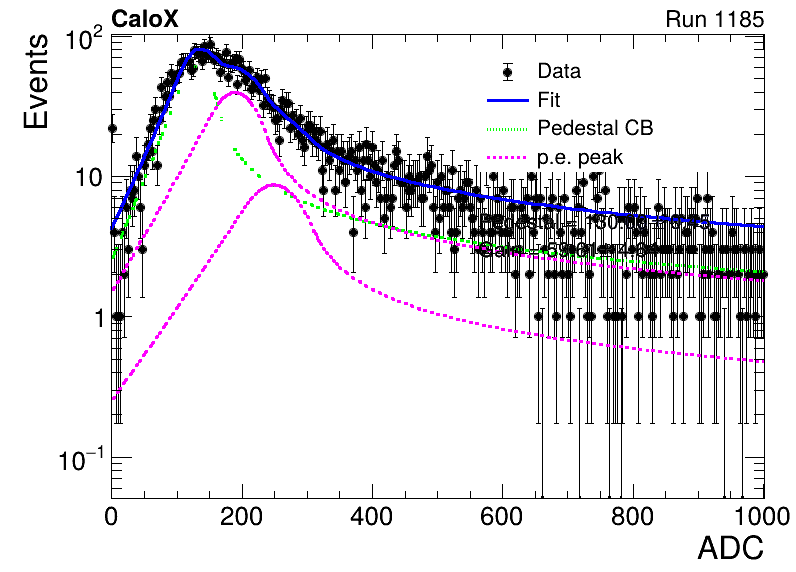 CaloX Run 1185
Events
Data
Fit
Pedestal CB
p.e. peak
10²
10
1
10⁻¹
0 200 400 600 800 1000
ADC